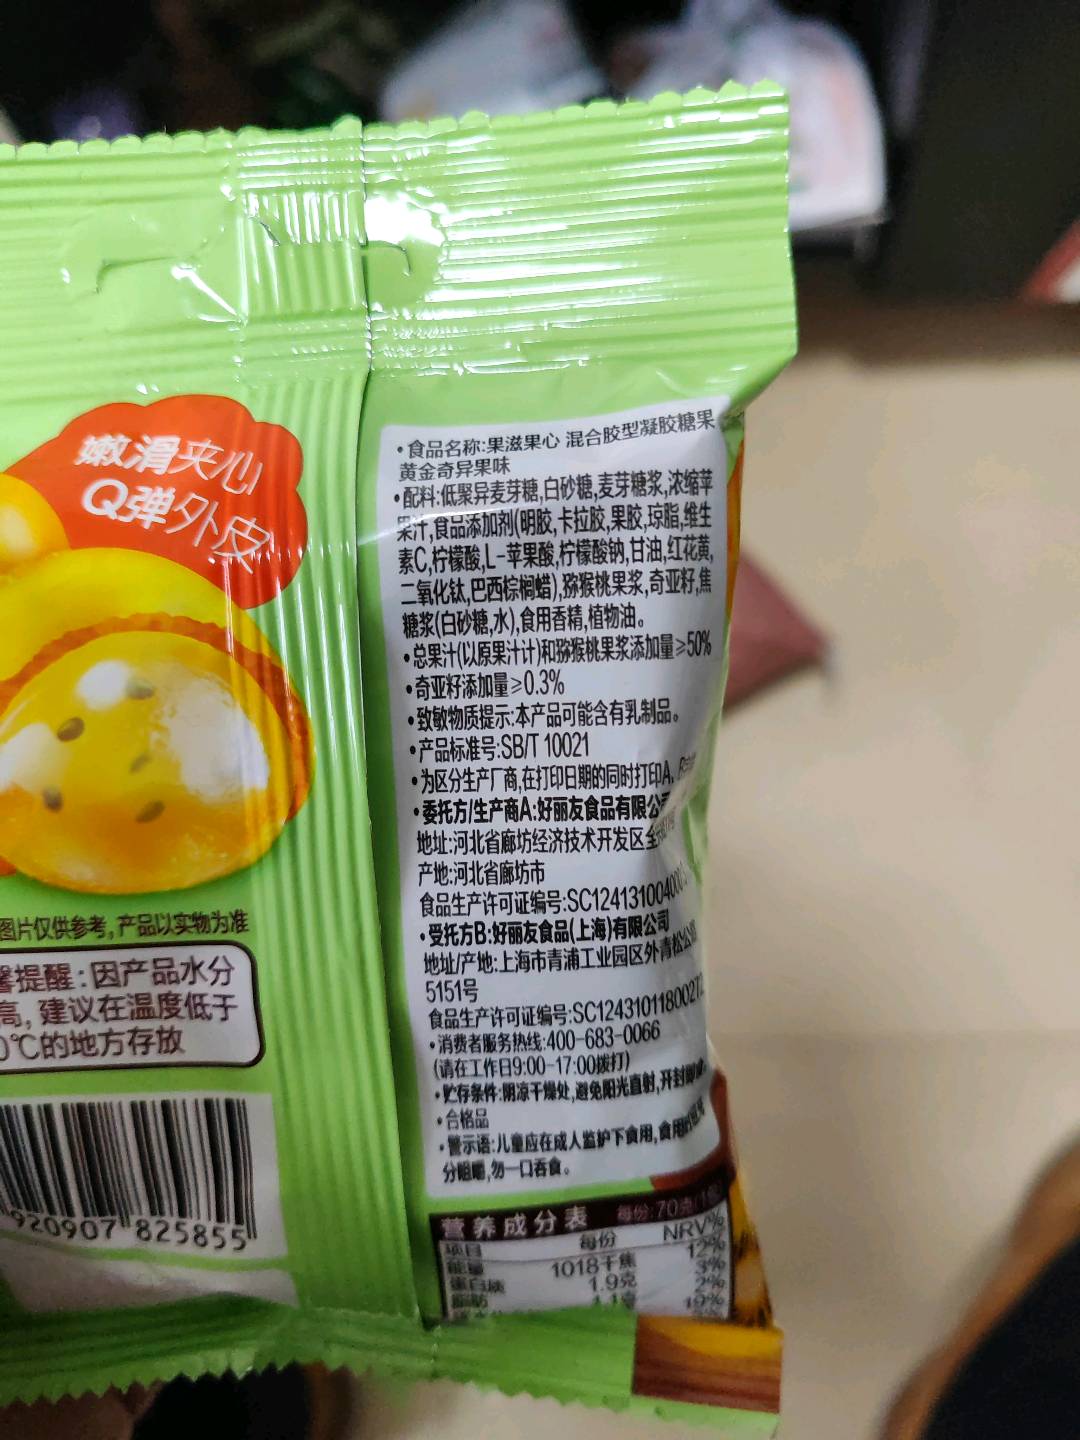 嫩滑夹心
Q弹外皮
图片仅供参考,产品以实物为准
提醒:因产品水分
高,建议在温度低于
0℃的地方存放
920907 825855
•食品名称:果滋果心 混合胶型凝胶糖果
黄金奇异果味
•配料:低聚异麦芽糖,白砂糖,麦芽糖浆,浓缩苹
果汁,食品添加剂(明胶,卡拉胶,果胶,琼脂,维生
素C,柠檬酸,L-苹果酸,柠檬酸钠,甘油,红花黄,
二氧化钛,巴西棕榈蜡),猕猴桃果浆,奇亚籽,焦
糖浆(白砂糖,水),食用香精,植物油。
•总果汁(以原果汁计)和猕猴桃果浆添加量≥50%
•奇亚籽添加量≥0.3%
•致敏物质提示:本产品可能含有乳制品。
•产品标准号:SB/T 10021
•为区分生产厂商,在打印日期的同时打印A,
•委托方/生产商A:好丽友食品有限公司
地址:河北省廊坊经济技术开发区全
产地:河北省廊坊市
食品生产许可证编号:SC12413100400
•受托方B:好丽友食品(上海)有限公司
地址/产地:上海市青浦工业园区外青松公路
5151号
食品生产许可证编号:SC12431011800272
•消费者服务热线:400-683-0066
(请在工作日9:00-17:00拨打)
•贮存条件:阴凉干燥处,避免阳光直射,开封
•合格品
•警示语:儿童应在成人监护下食用,食用时
分咀嚼,勿一口吞食。
营养成分表 每份:70克
项目 每份 NRV%
能量 1018千焦 12%
蛋白质 1.9克 3%
脂肪 1.1克 2%
19%